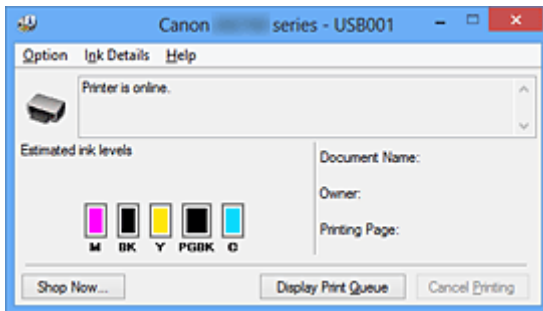 Canon series - USB001
Option Ink Details Help
Printer is online.
Estimated ink levels
Document Name:
Owner:
Printing Page:
M BK Y PGBK C
Shop Now... Display Print Queue Cancel Printing